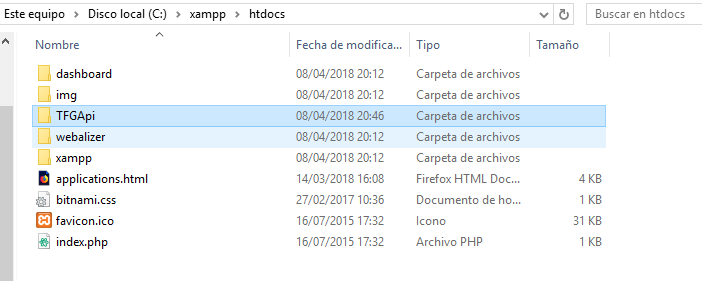 Este equipo > Disco local (C:) > xampp > htdocs Buscar en htdocs
Nombre Fecha de modifica... Tipo Tamaño
dashboard 08/04/2018 20:12 Carpeta de archivos
img 08/04/2018 20:12 Carpeta de archivos
TFGApi 08/04/2018 20:46 Carpeta de archivos
webalizer 08/04/2018 20:12 Carpeta de archivos
xampp 08/04/2018 20:12 Carpeta de archivos
applications.html 14/03/2018 16:08 Firefox HTML Doc... 4 KB
bitnami.css 27/02/2017 10:36 Documento de ho... 1 KB
favicon.ico 16/07/2015 17:32 Icono 31 KB
index.php 16/07/2015 17:32 Archivo PHP 1 KB